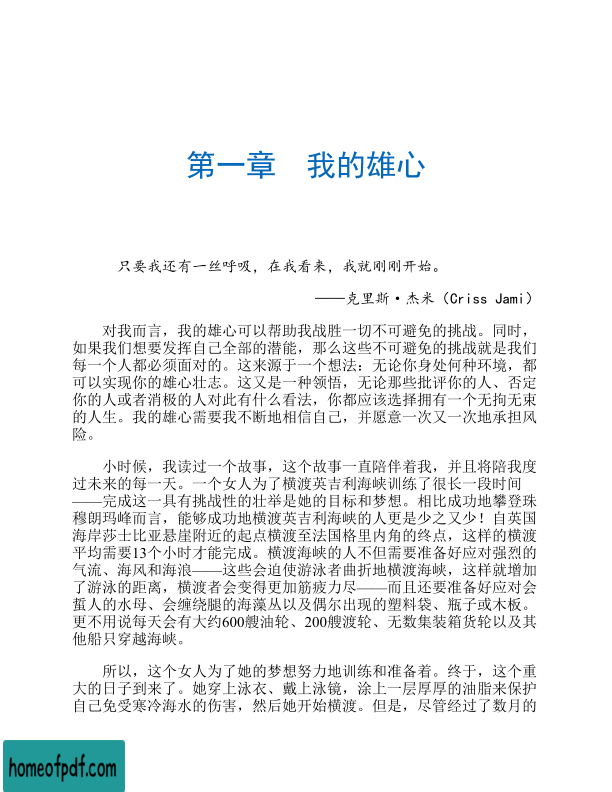 第一章　我的雄心
只要我还有一丝呼吸，在我看来，我就刚刚开始。
——克里斯·杰米（Criss Jami）
对我而言，我的雄心可以帮助我战胜一切不可避免的挑战。同时，
如果我们想要发挥自己全部的潜能，那么这些不可避免的挑战就是我们
每一个人都必须面对的。这来源于一个想法：无论你身处何种环境，都
可以实现你的雄心壮志。这又是一种领悟，无论那些批评你的人、否定
你的人或者消极的人对此有什么看法，你都应该选择拥有一个无拘无束
的人生。我的雄心需要我不断地相信自己，并愿意一次又一次地承担风
险。
小时候，我读过一个故事，这个故事一直陪伴着我，并且将陪我度
过未来的每一天。一个女人为了横渡英吉利海峡训练了很长一段时间
——完成这一具有挑战性的壮举是她的目标和梦想。相比成功地攀登珠
穆朗玛峰而言，能够成功地横渡英吉利海峡的人更是少之又少！自英国
海岸莎士比亚悬崖附近的起点横渡至法国格里内角的终点，这样的横渡
平均需要13个小时才能完成。横渡海峡的人不但需要准备好应对强烈的
气流、海风和海浪——这些会迫使游泳者曲折地横渡海峡，这样就增加
了游泳的距离，横渡者会变得更加筋疲力尽——而且还要准备好应对会
蜇人的水母、会缠绕腿的海藻丛以及偶尔出现的塑料袋、瓶子或木板。
更不用说每天会有大约600艘油轮、200艘渡轮、无数集装箱货轮以及其
他船只穿越海峡。
所以，这个女人为了她的梦想努力地训练和准备着。终于，这个重
大的日子到来了。她穿上泳衣、戴上泳镜，涂上一层厚厚的油脂来保护
自己免受寒冷海水的伤害，然后她开始横渡。但是，尽管经过了数月的
homeofpdf.com